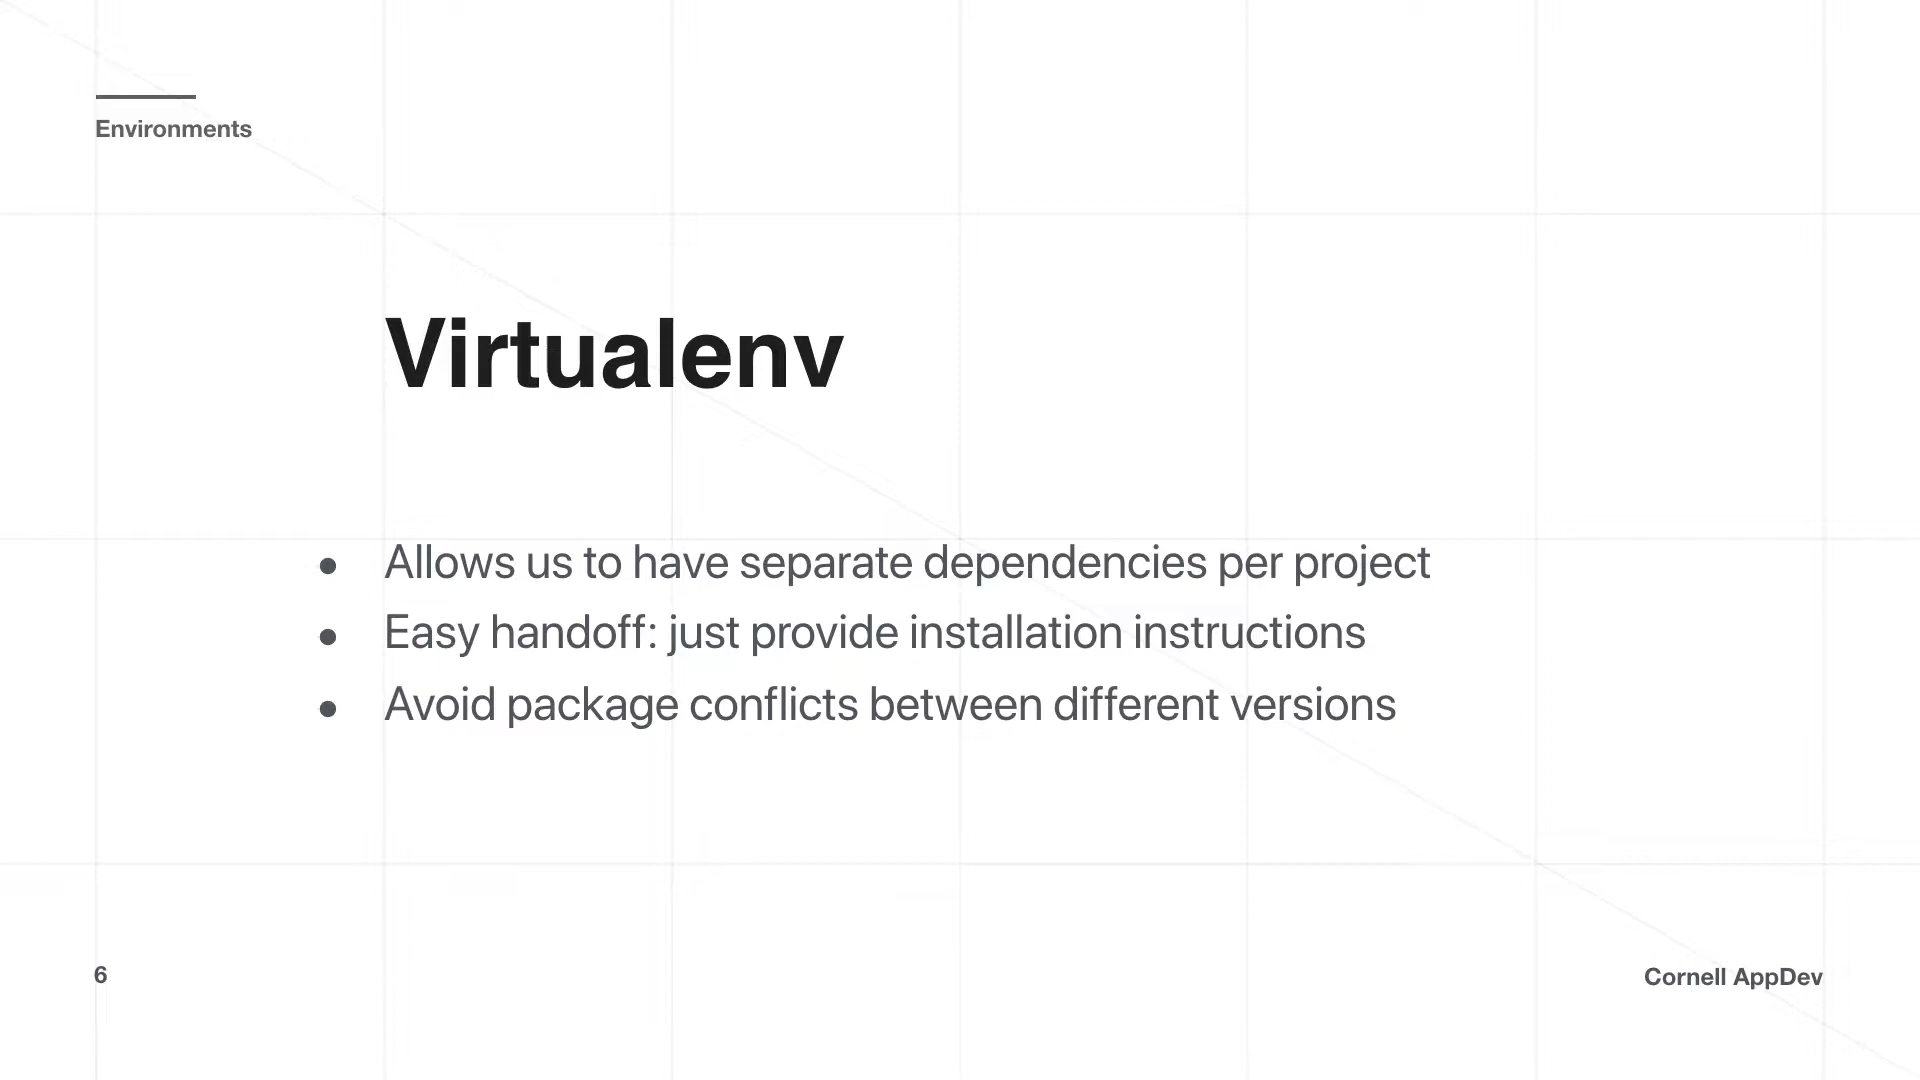 Environments
Virtualenv
● Allows us to have separate dependencies per project
● Easy handoff: just provide installation instructions
● Avoid package conflicts between different versions
6
Cornell AppDev